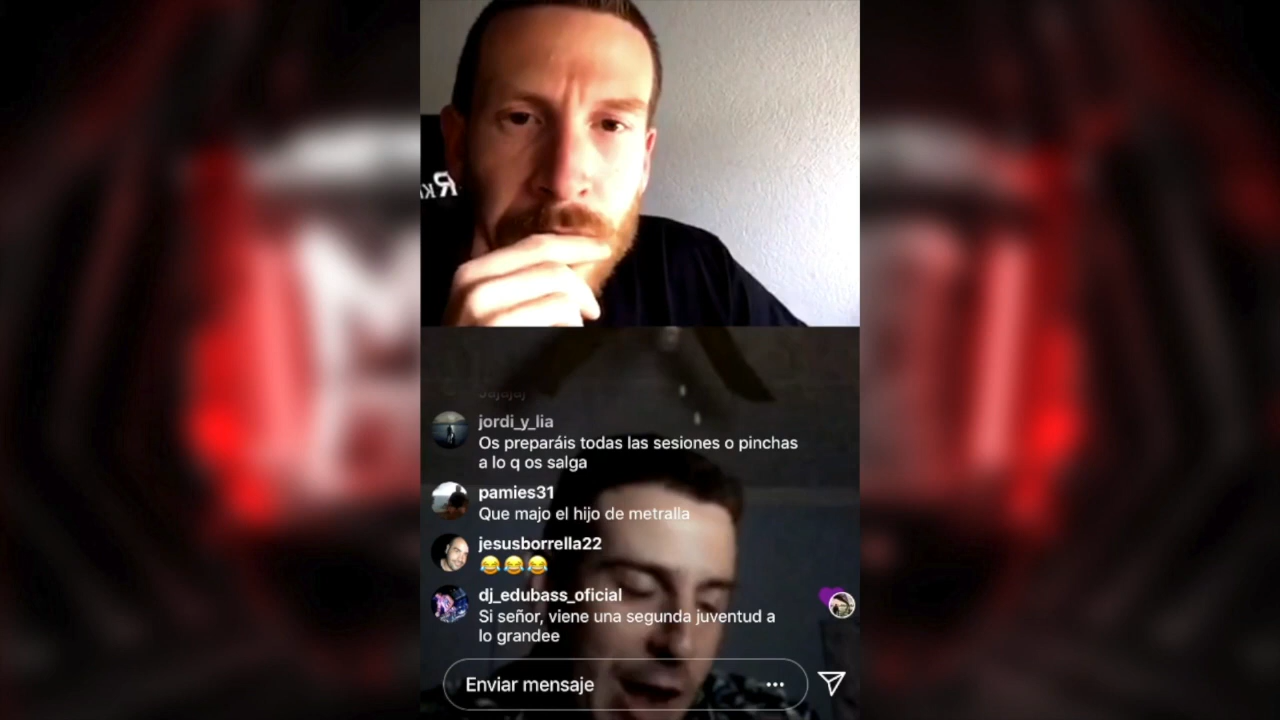 jordi_y_lia
Os preparáis todas las sesiones o pinchas
a lo q os salga
pamies31
Que majo el hijo de metralla
jesusborrella22
😂😂😂
dj_edubass_oficial
Si señor, viene una segunda juventud a
lo grandee
Enviar mensaje